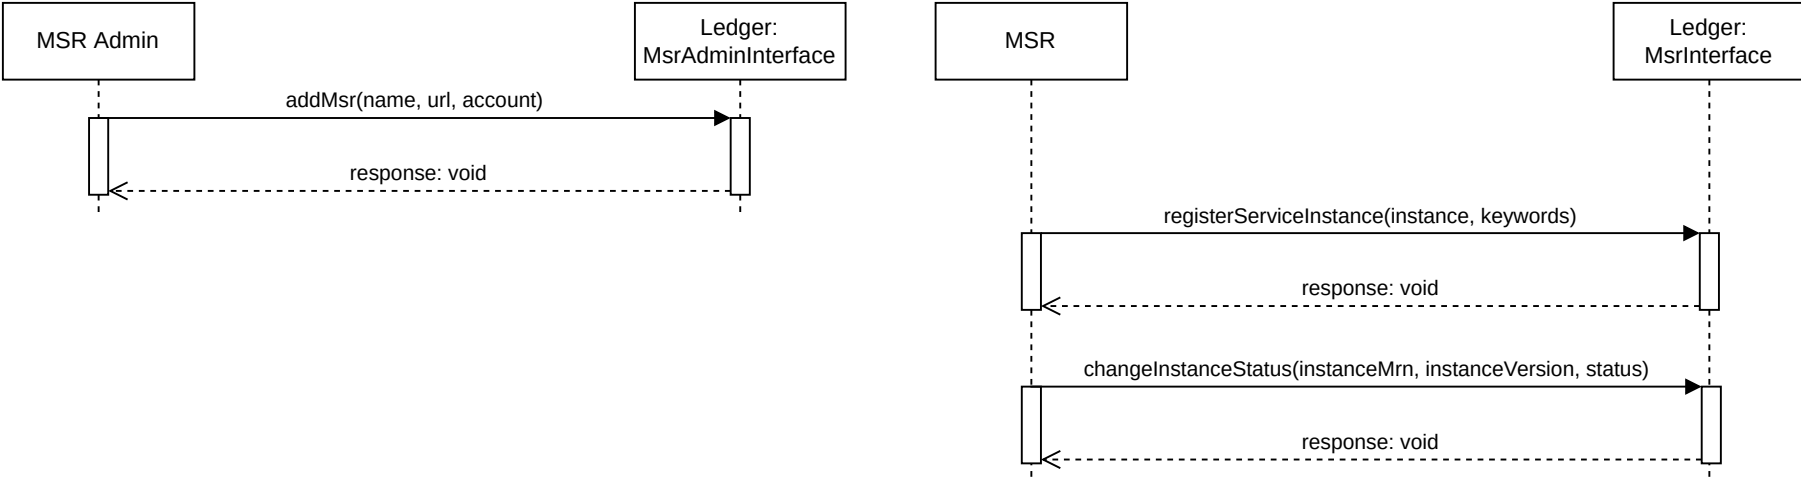 MSR Admin
Ledger:
MsrAdminInterface
addMsr(name, url, account)
response: void
MSR
Ledger:
MsrInterface
registerServiceInstance(instance, keywords)
response: void
changeInstanceStatus(instanceMrn, instanceVersion, status)
response: void